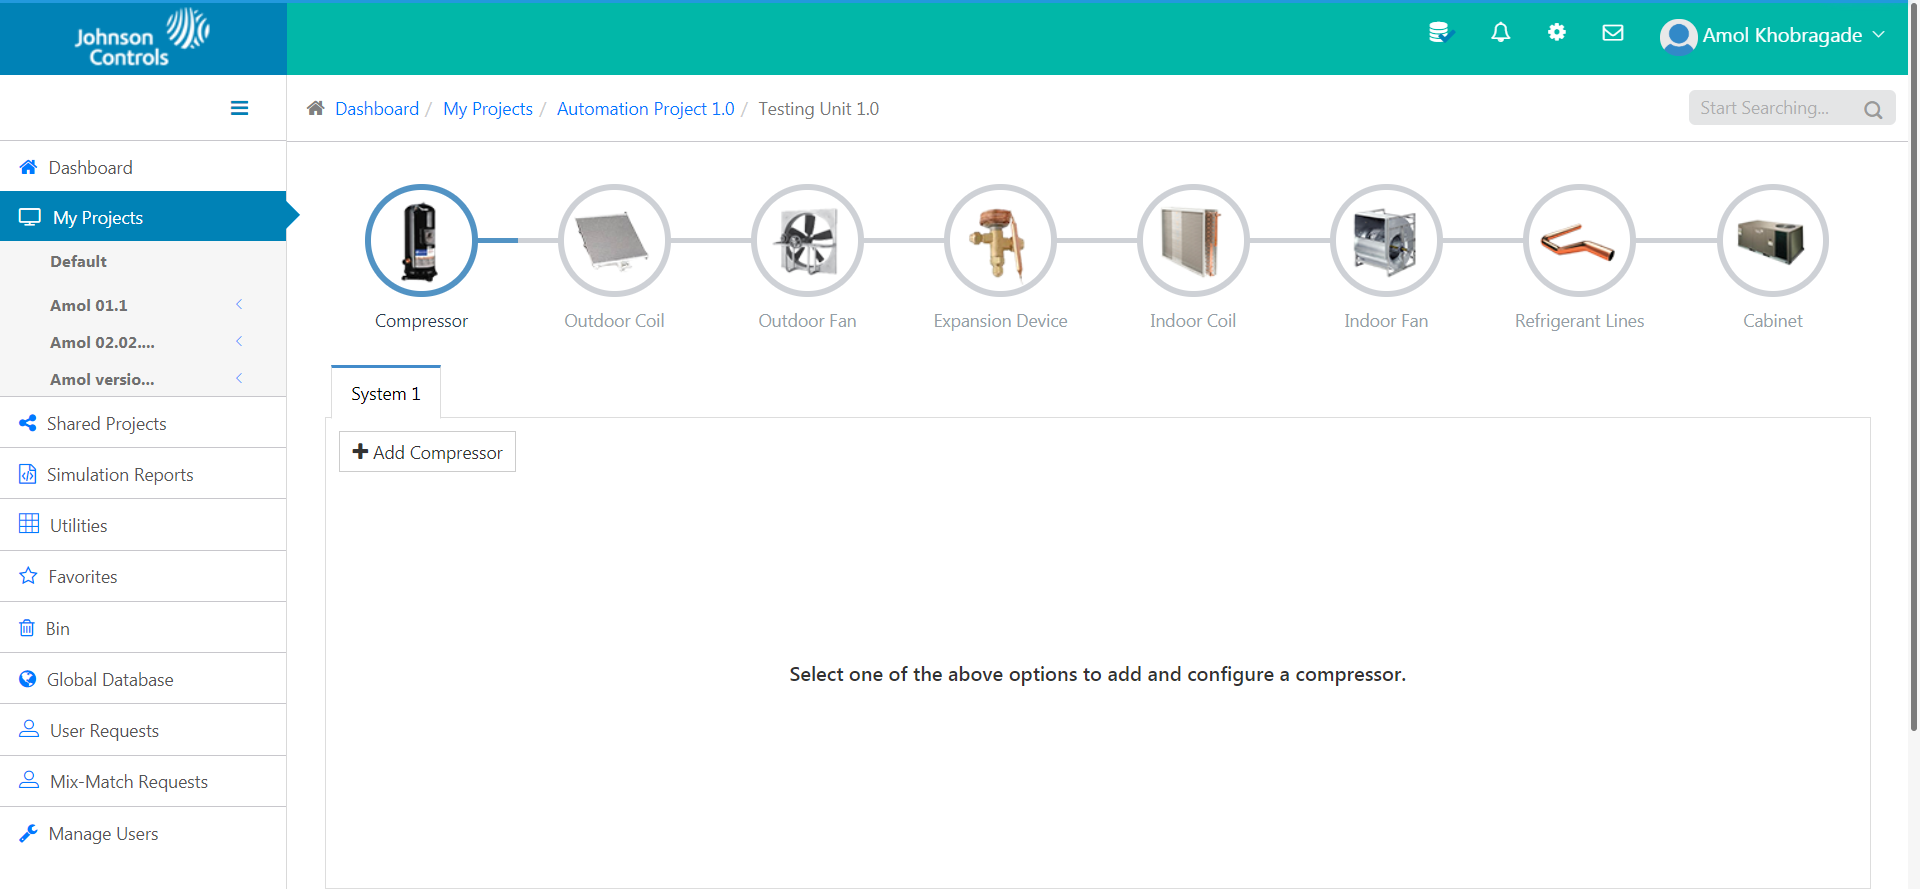 Johnson
Controls
Amol Khobragade
Dashboard / My Projects / Automation Project 1.0 / Testing Unit 1.0
Start Searching...
Dashboard
My Projects
Default
Amol 01.1
Amol 02.02....
Amol versio...
Shared Projects
Simulation Reports
Utilities
Favorites
Bin
Global Database
User Requests
Mix-Match Requests
Manage Users
Compressor
Outdoor Coil
Outdoor Fan
Expansion Device
Indoor Coil
Indoor Fan
Refrigerant Lines
Cabinet
System 1
Add Compressor
Select one of the above options to add and configure a compressor.